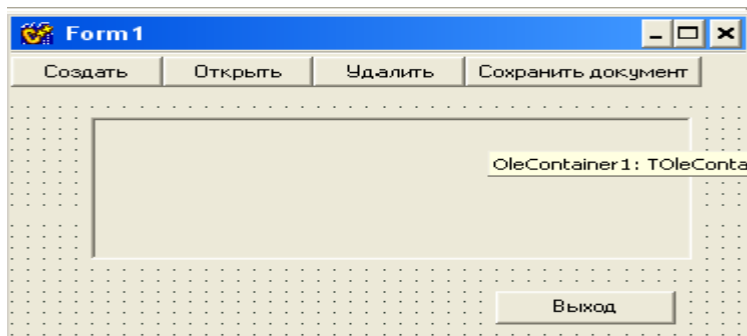 Form1
Создать Открыть Удалить Сохранить документ
OleContainer1: TOleConta
Выход